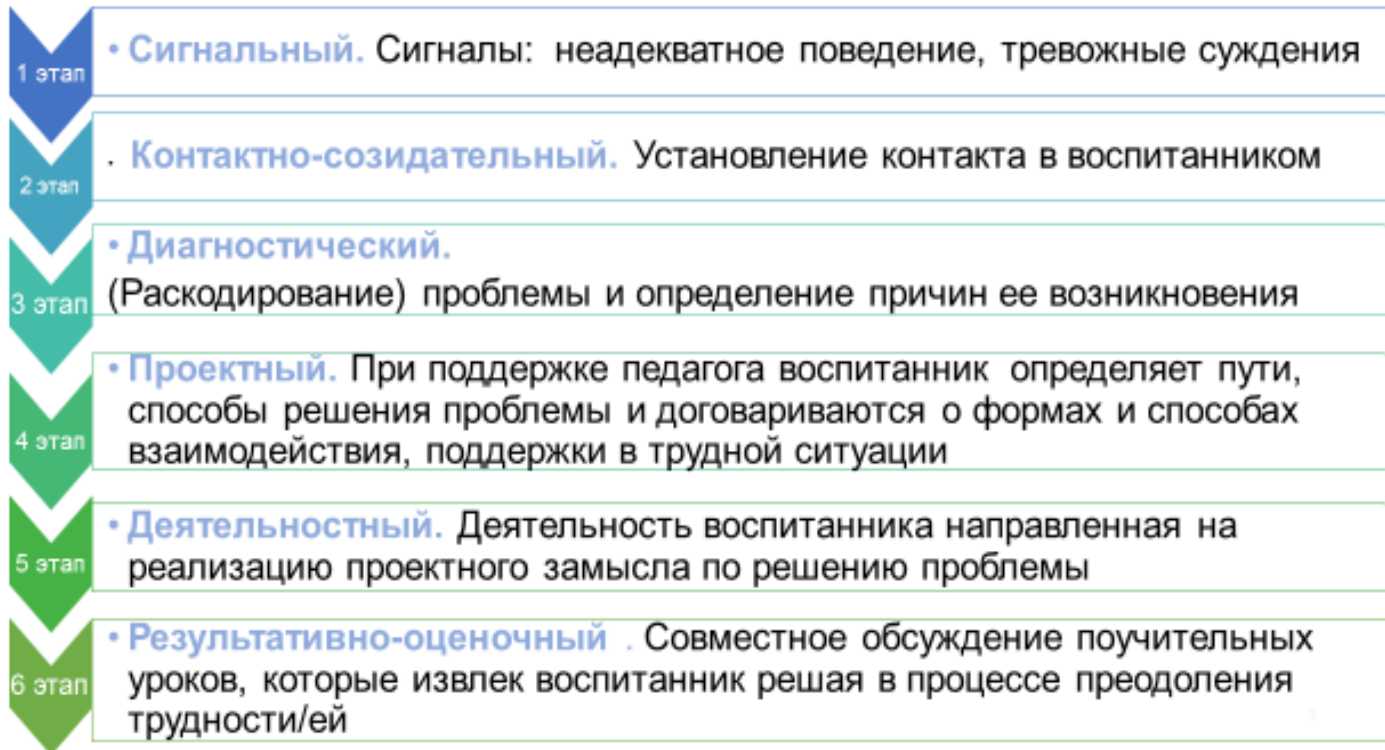 1 этап
• Сигнальный. Сигналы: неадекватное поведение, тревожные суждения
2 этап
. Контактно-созидательный. Установление контакта в воспитанником
3 этап
• Диагностический.
(Раскодирование) проблемы и определение причин ее возникновения
4 этап
• Проектный. При поддержке педагога воспитанник определяет пути,
способы решения проблемы и договариваются о формах и способах
взаимодействия, поддержки в трудной ситуации
5 этап
• Деятельностный. Деятельность воспитанника направленная на
реализацию проектного замысла по решению проблемы
6 этап
• Результативно-оценочный . Совместное обсуждение поучительных
уроков, которые извлек воспитанник решая в процессе преодоления
трудности/ей